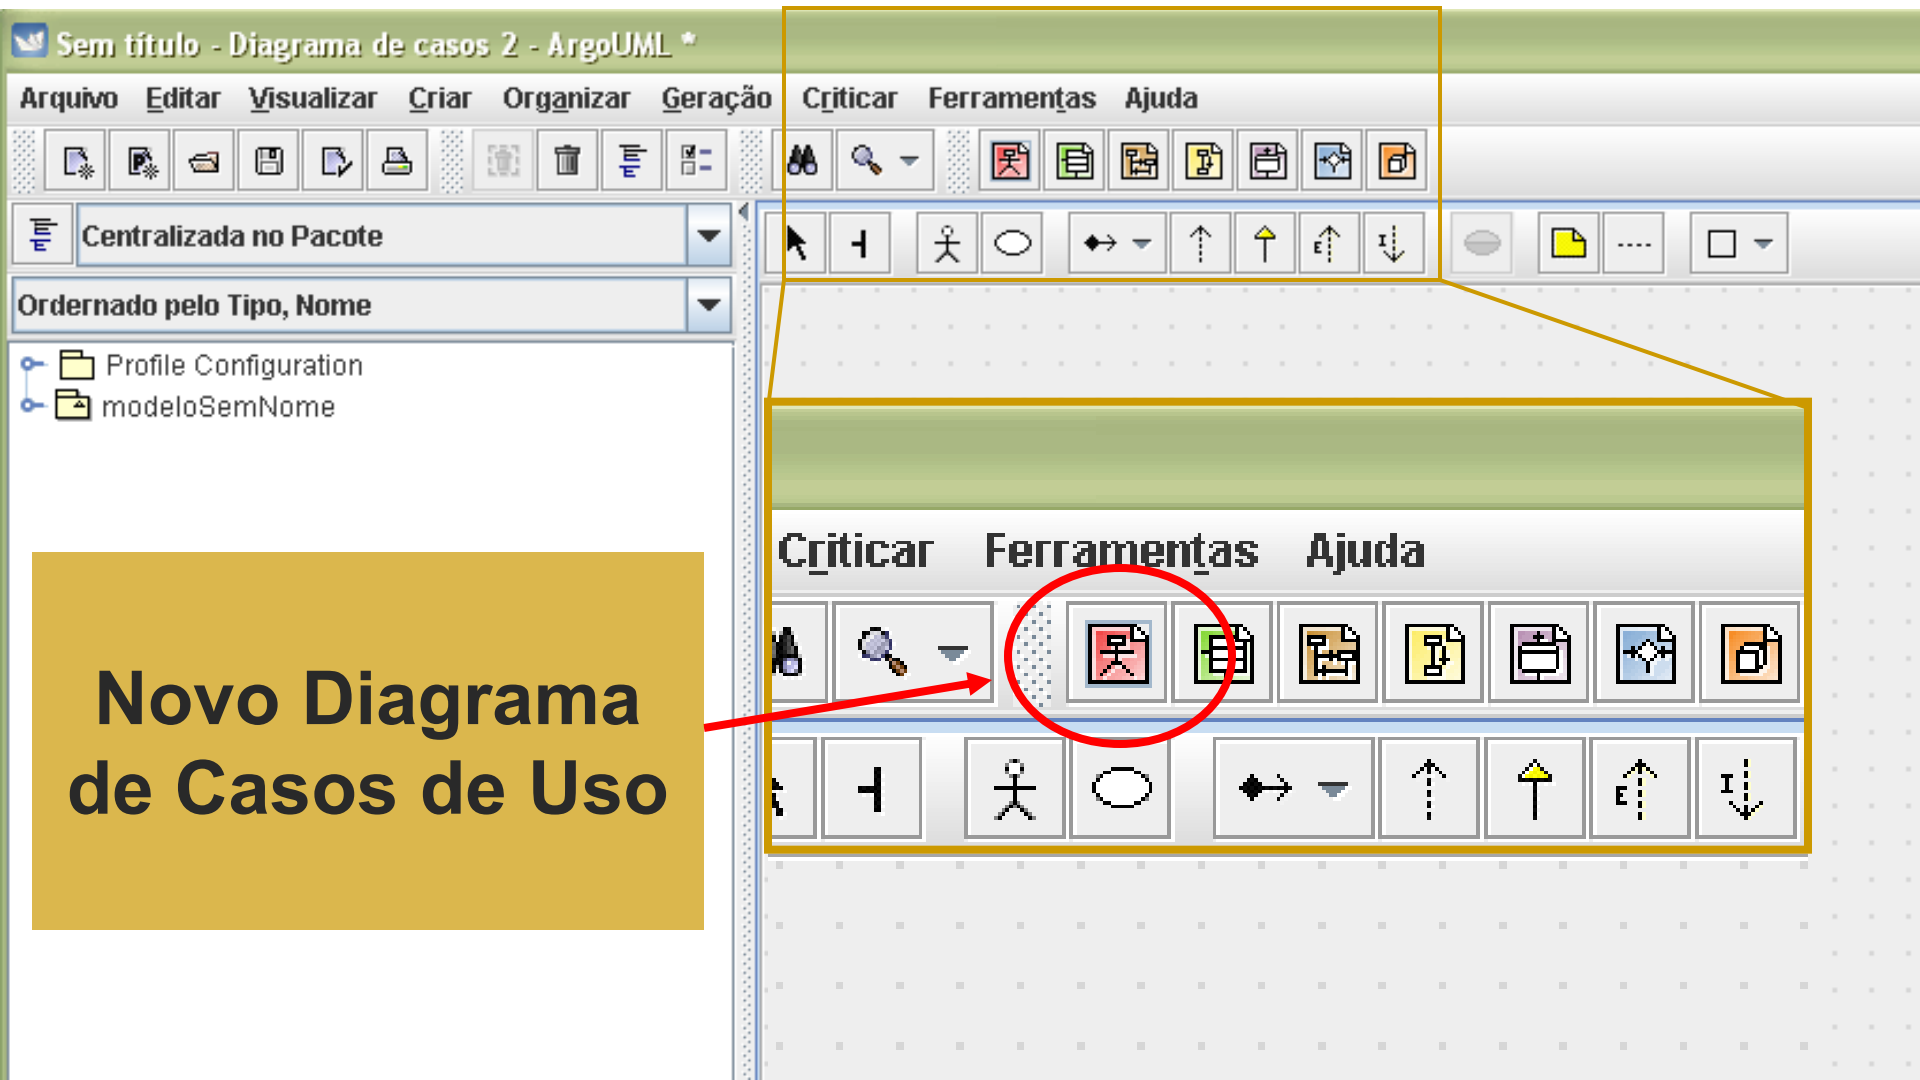 Sem título - Diagrama de casos 2 - ArgoUML *
Arquivo Editar Visualizar Criar Organizar Geração Criticar Ferramentas Ajuda
Centralizada no Pacote
Ordernado pelo Tipo, Nome
Profile Configuration
modeloSemNome
Criticar Ferramentas Ajuda
Novo Diagrama
de Casos de Uso